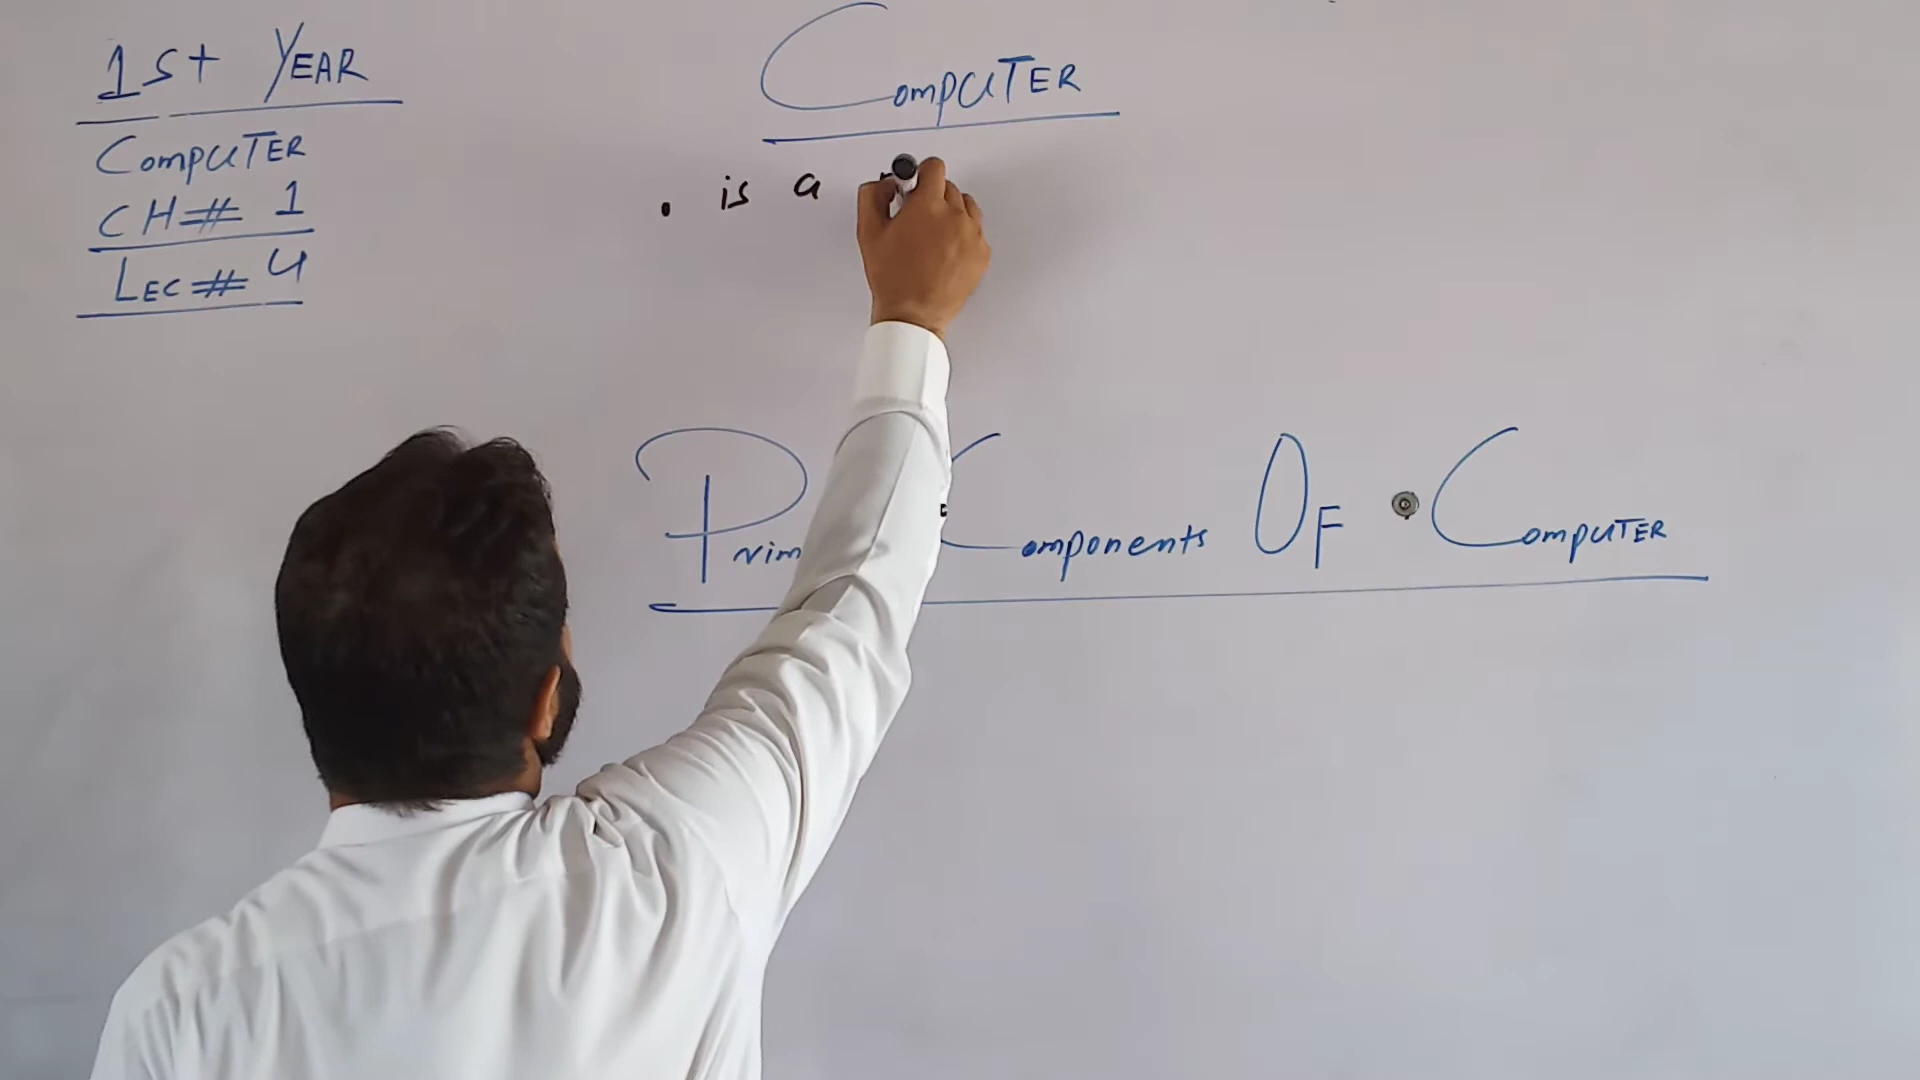 1st YEAR
COMPUTER
CH# 1
LEC# 4
COMPUTER
• is a
Components OF COMPUTER